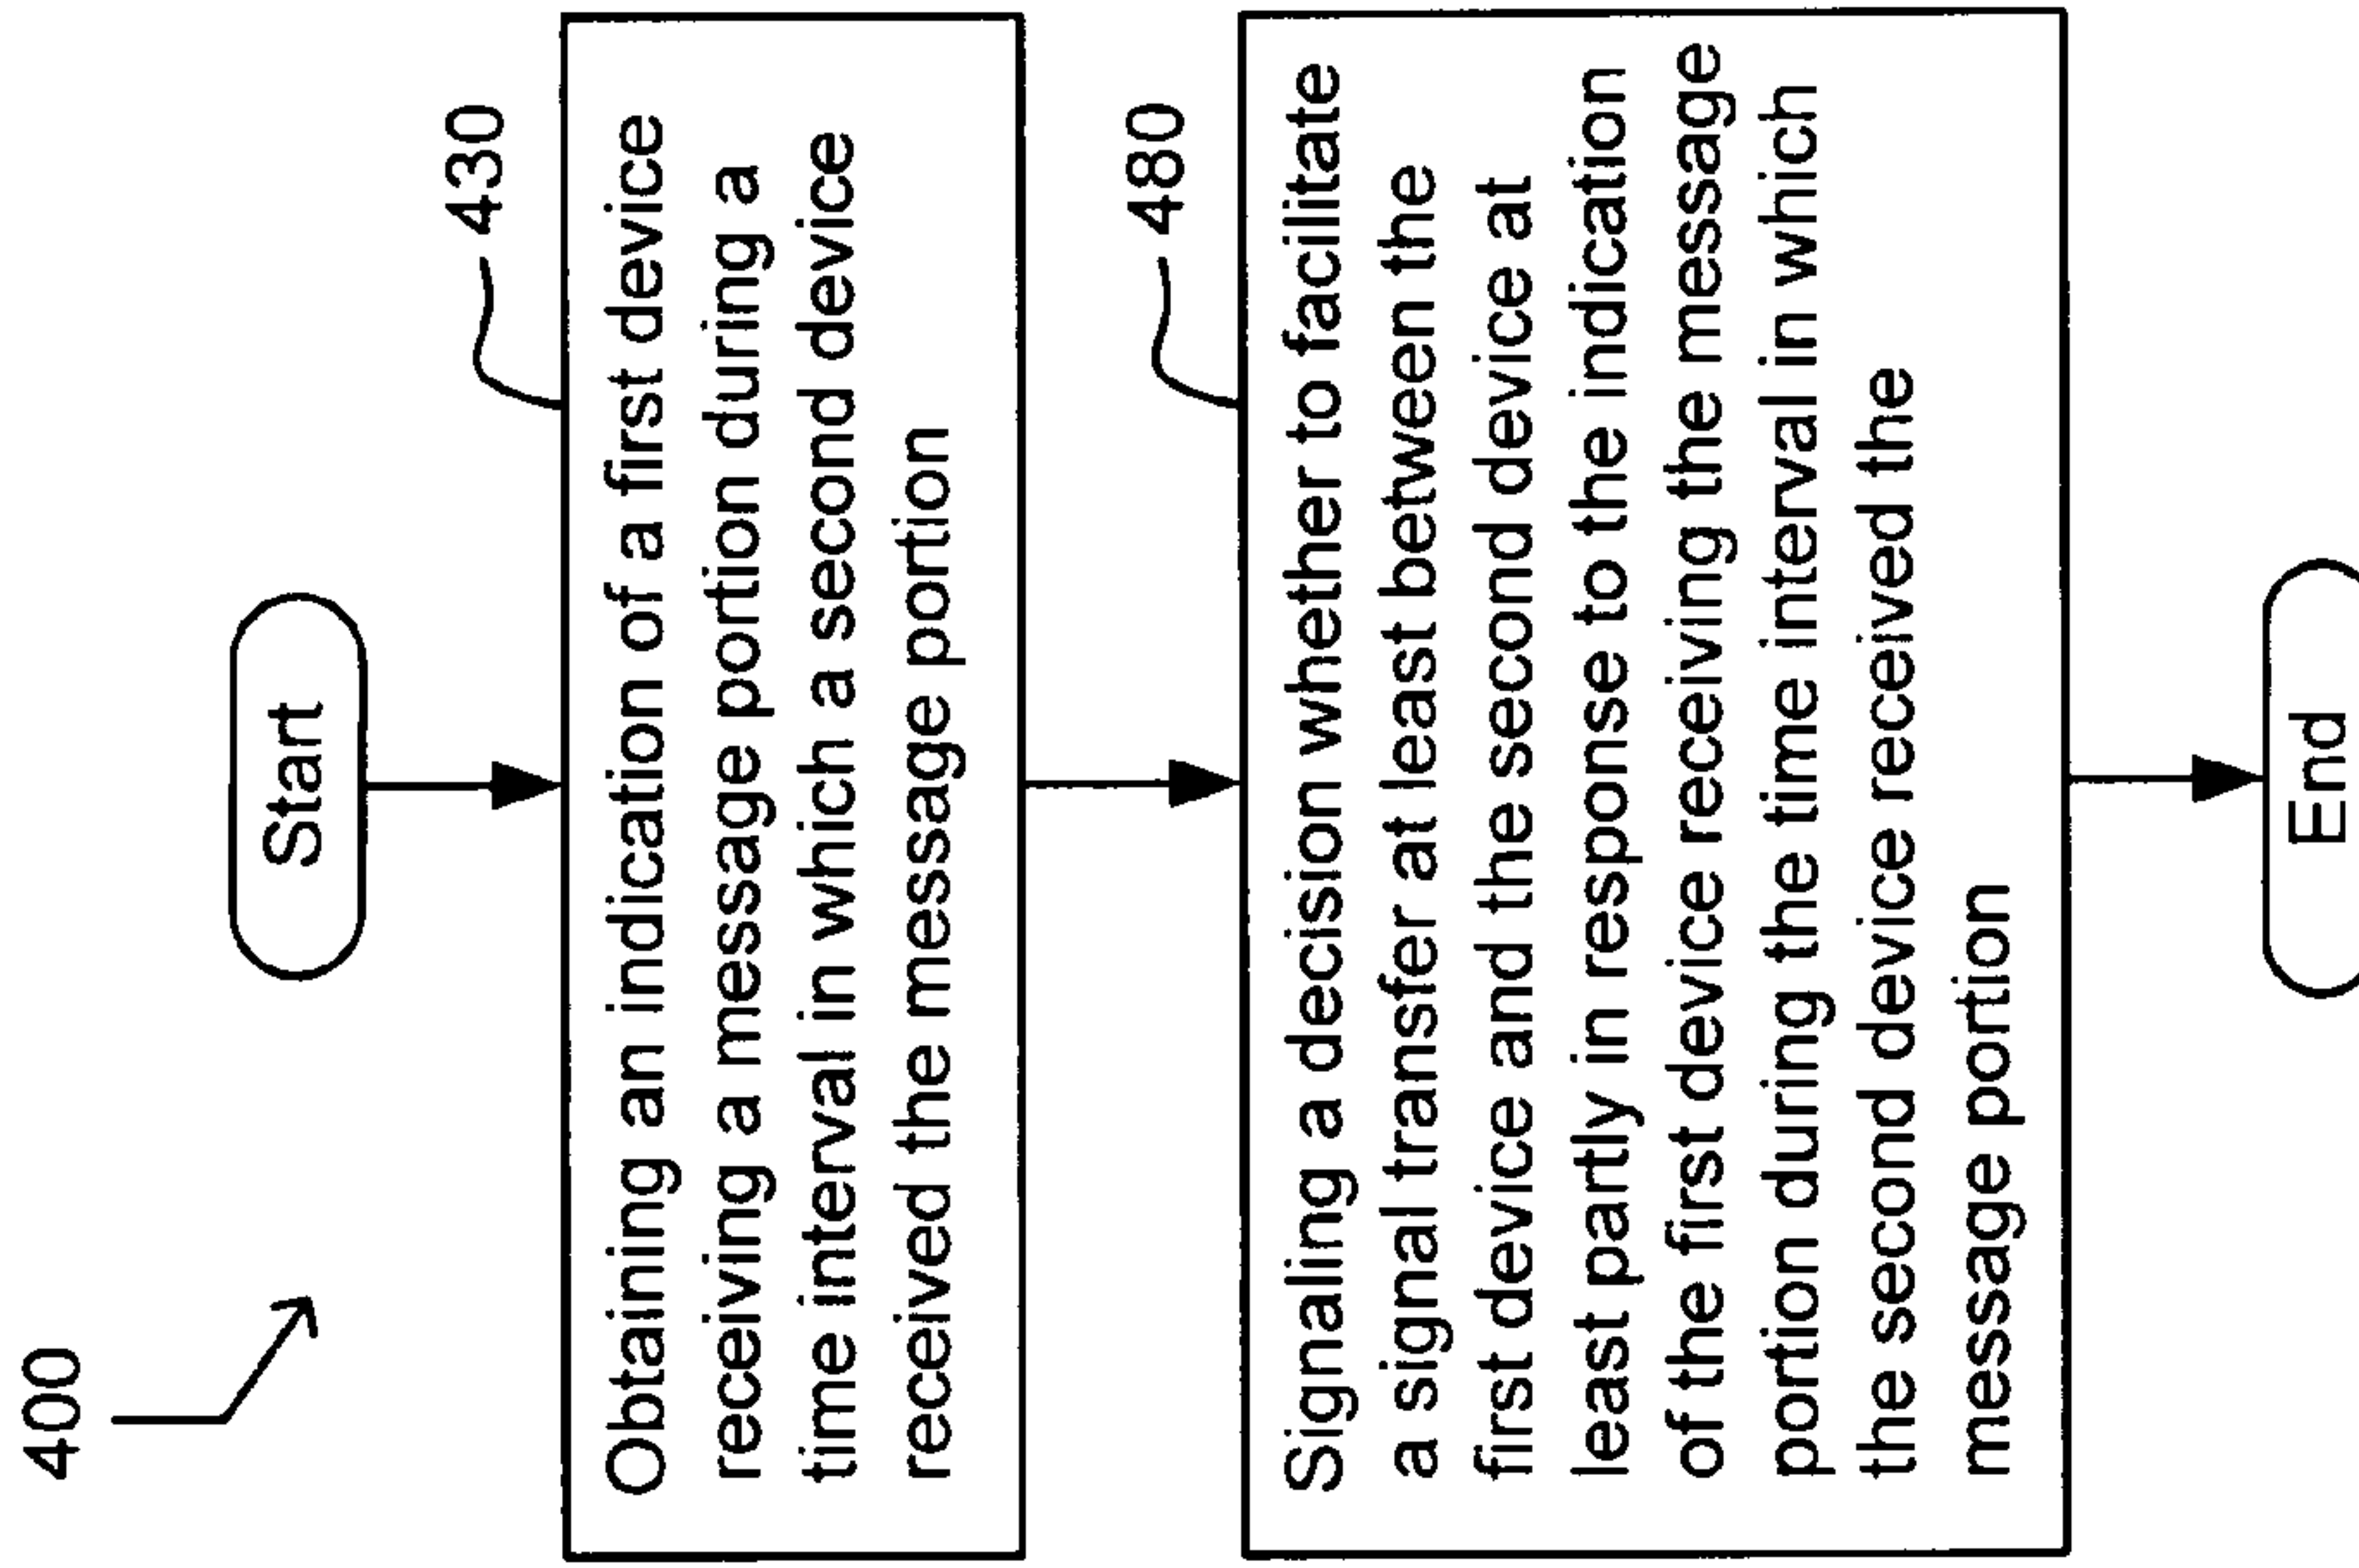 400
Start
430
Obtaining an indication of a first device
receiving a message portion during a
time interval in which a second device
received the message portion
480
Signaling a decision whether to facilitate
a signal transfer at least between the
first device and the second device at
least partly in response to the indication
of the first device receiving the message
portion during the time interval in which
the second device received the
message portion
End